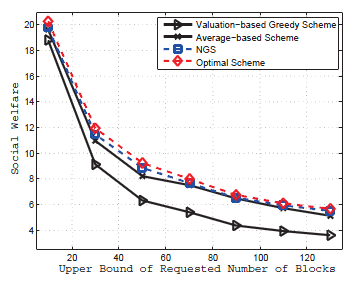 Valuation-based Greedy Scheme
Average-based Scheme
NGS
Optimal Scheme
Social Welfare
20
18
16
14
12
10
8
6
4
20 40 60 80 100 120
Upper Bound of Requested Number of Blocks